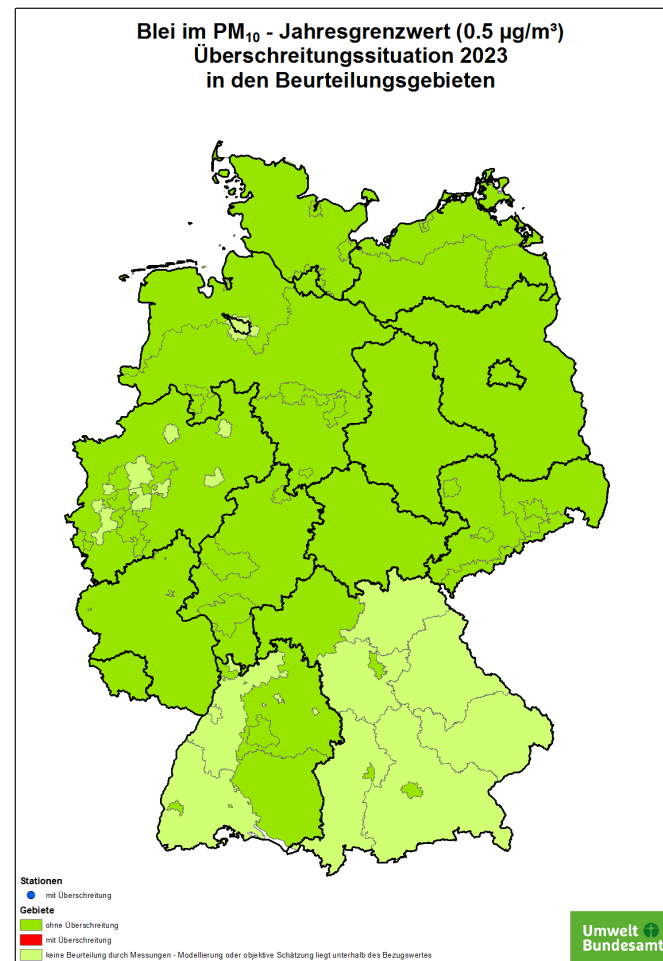 Blei im PM₁₀ - Jahresgrenzwert (0.5 µg/m³)
Überschreitungssituation 2023
in den Beurteilungsgebieten
Stationen
mit Überschreitung
Gebiete
ohne Überschreitung
mit Überschreitung
keine Beurteilung durch Messungen - Modellierung oder objektive Schätzung liegt unterhalb des Bezugswertes
Umwelt
Bundesamt